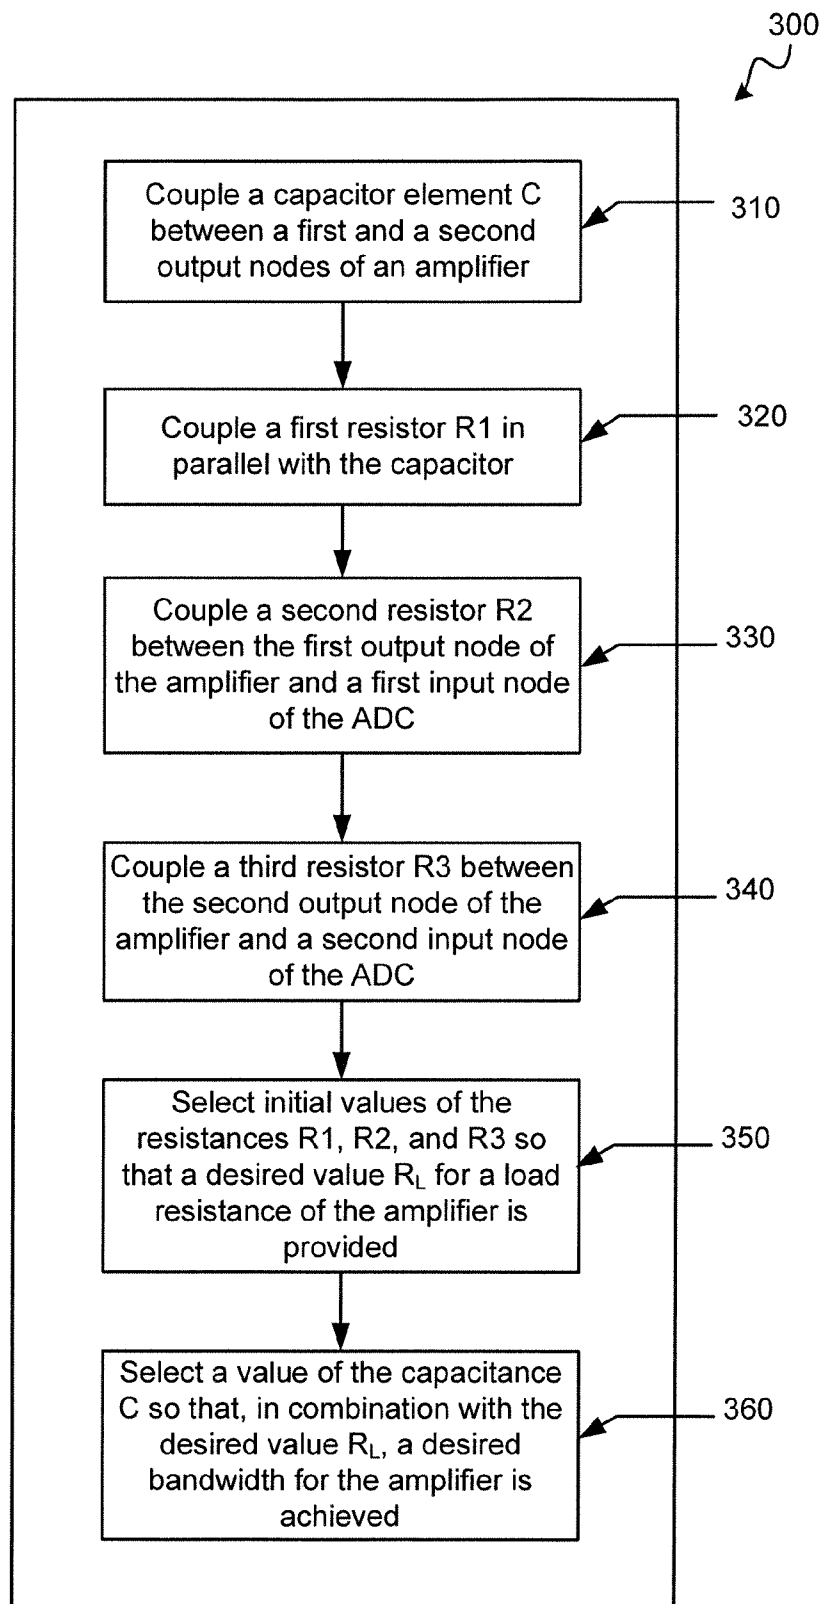 300
Couple a capacitor element C
between a first and a second
output nodes of an amplifier
310
Couple a first resistor R1 in
parallel with the capacitor
320
Couple a second resistor R2
between the first output node of
the amplifier and a first input node
of the ADC
330
Couple a third resistor R3 between
the second output node of the
amplifier and a second input node
of the ADC
340
Select initial values of the
resistances R1, R2, and R3 so
that a desired value RL for a load
resistance of the amplifier is
provided
350
Select a value of the capacitance
C so that, in combination with the
desired value RL, a desired
bandwidth for the amplifier is
achieved
360